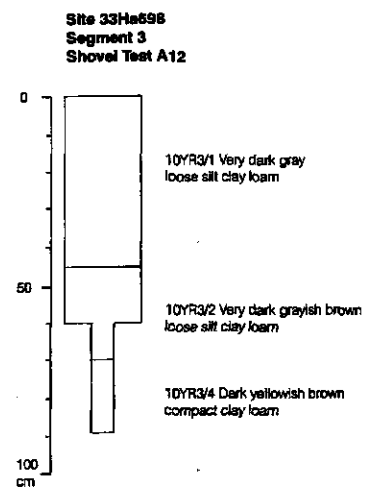 Site 33Ha698
Segment 3
Shovel Test A12
0
10YR3/1 Very dark gray
loose silt clay loam
50
10YR3/2 Very dark grayish brown
loose silt clay loam
10YR3/4 Dark yellowish brown
compact clay loam
100
cm